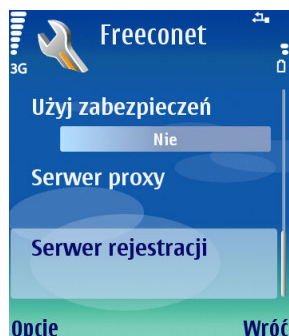 Freeconet
3G
Użyj zabezpieczeń
Nie
Serwer proxy
Serwer rejestracji
Opcje
Wróć